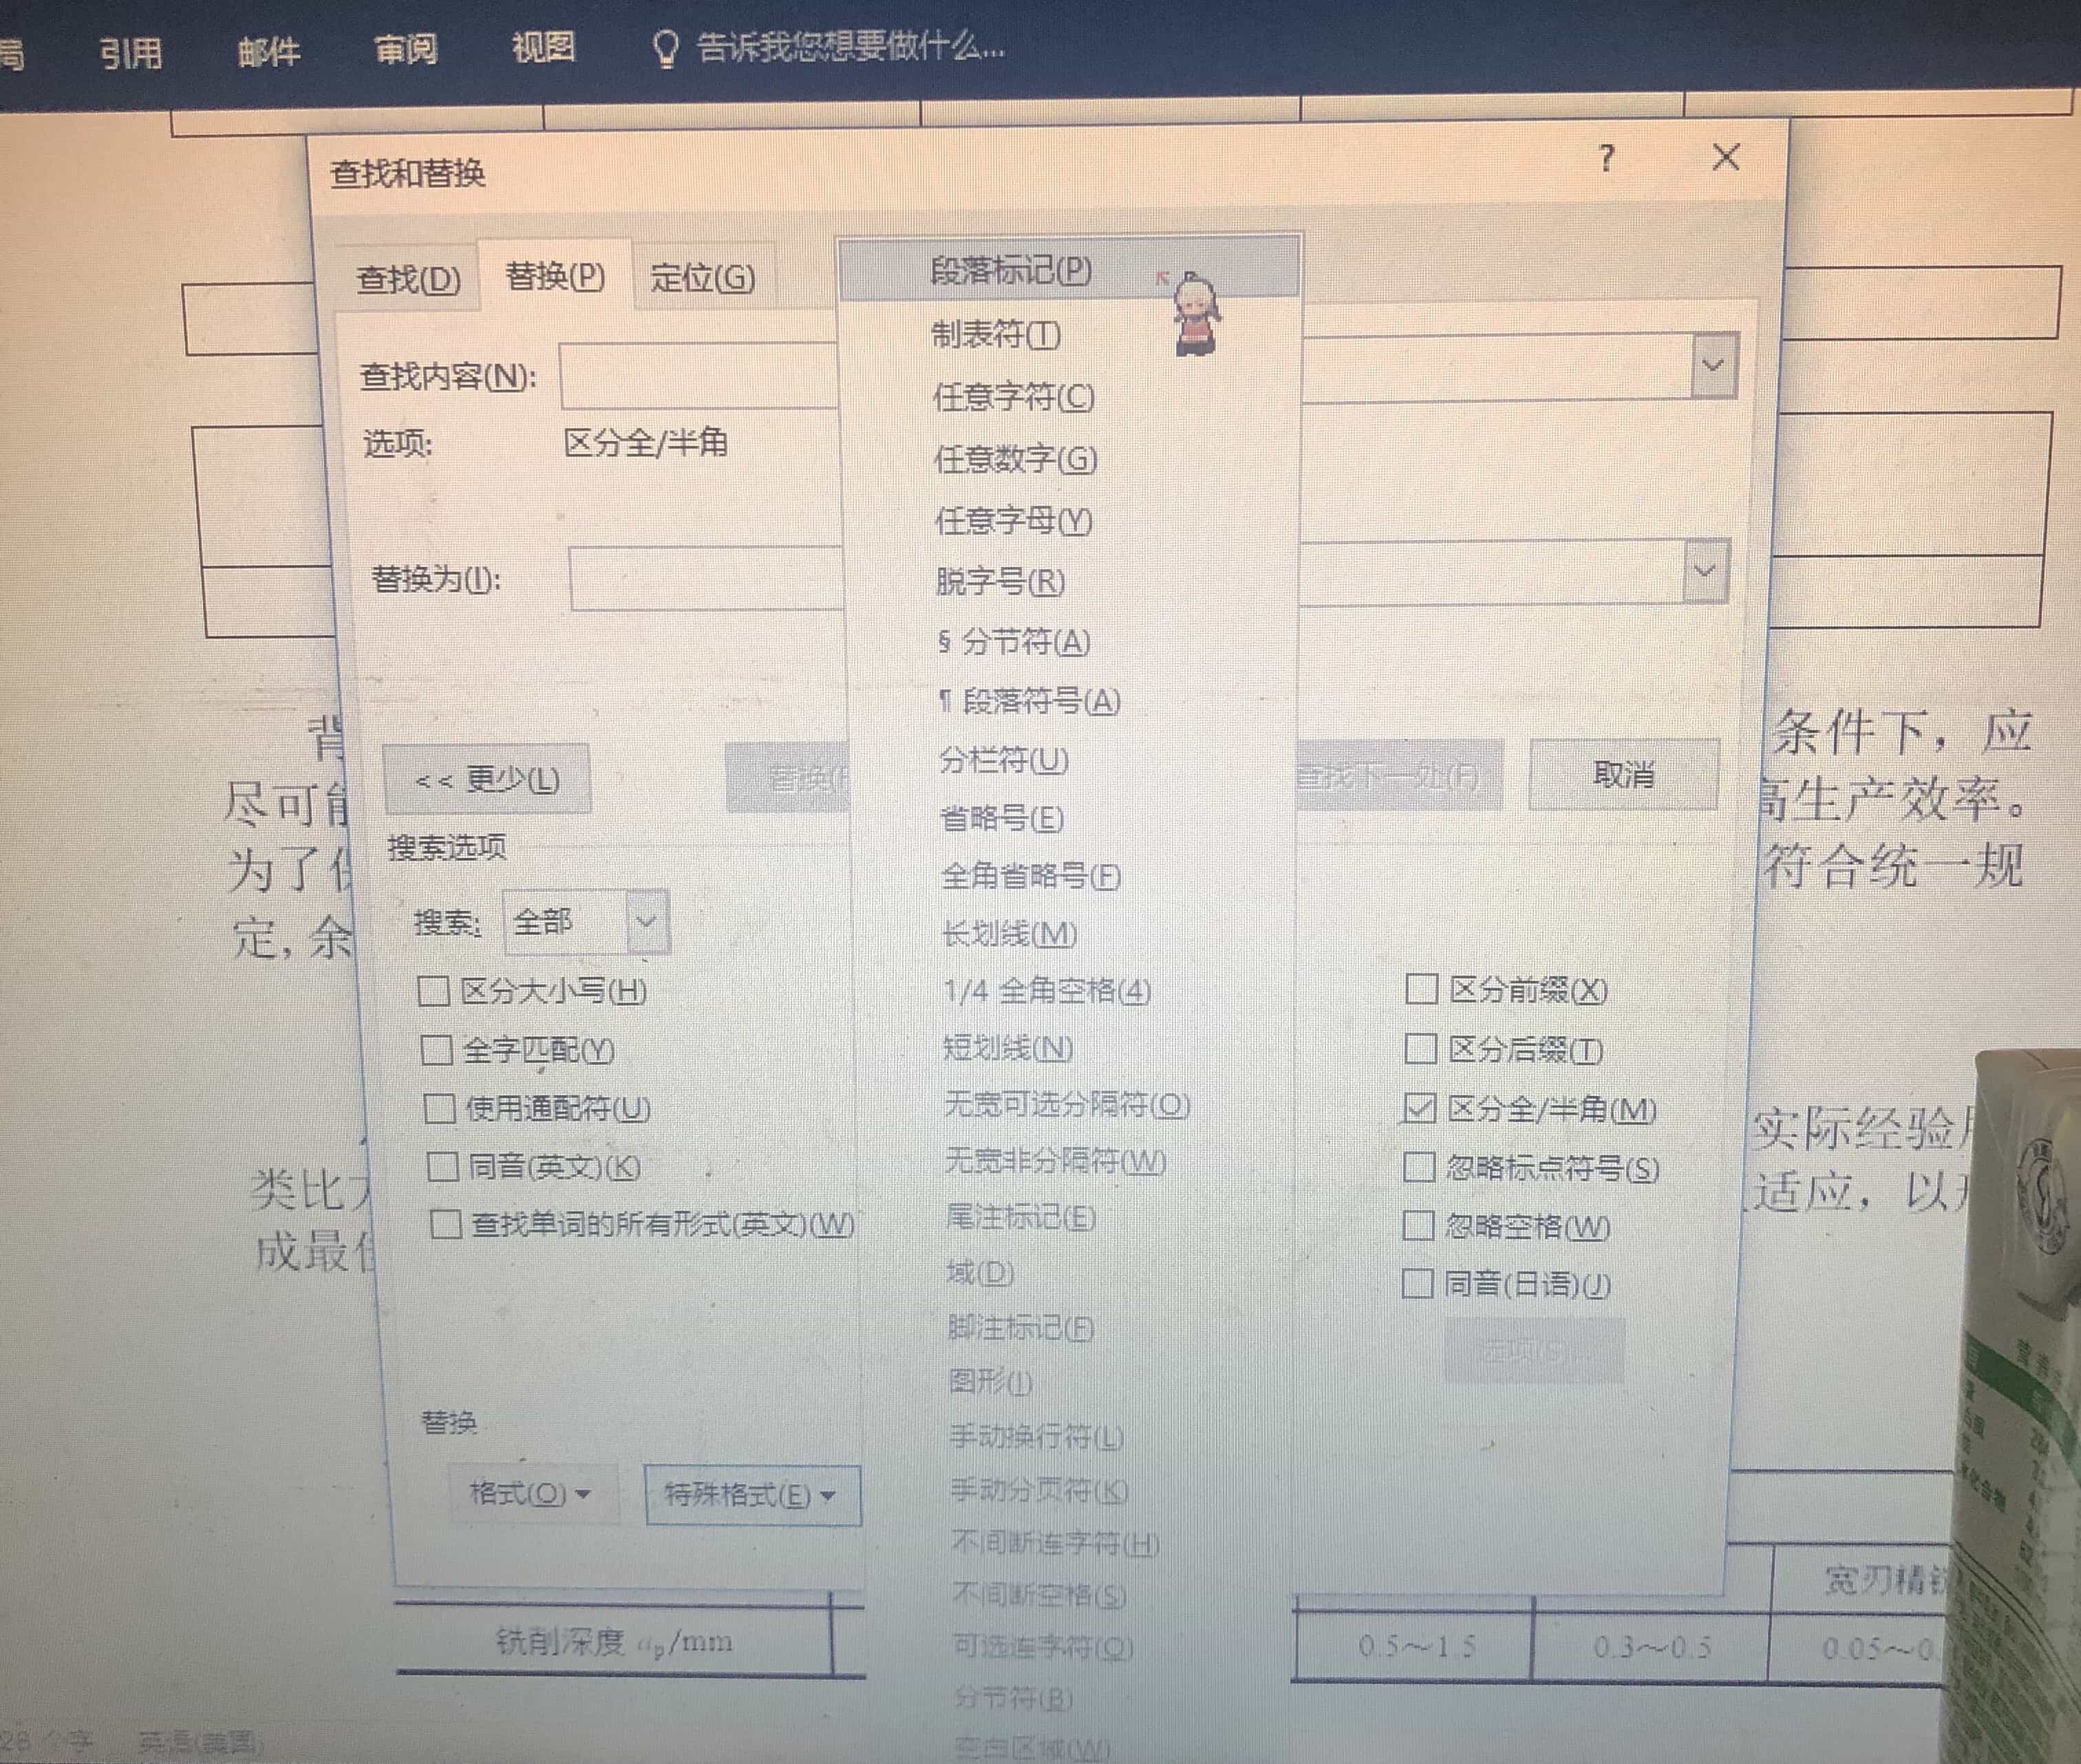 局 引用 邮件 审阅 视图 告诉我您想要做什么...
查找和替换 ?
查找(D) 替换(P) 定位(G)
查找内容(N):
选项: 区分全/半角
替换为(I):
段落标记(P)
制表符(T)
任意字符(C)
任意数字(G)
任意字母(Y)
脱字号(R)
§ 分节符(A)
¶ 段落符号(A)
分栏符(U)
省略号(E)
全角省略号(F)
长划线(M)
1/4 全角空格(4)
短划线(N)
无宽可选分隔符(O)
无宽非分隔符(W)
尾注标记(E)
域(D)
脚注标记(F)
图形(I)
手动换行符(L)
手动分页符(K)
不间断连字符(H)
不间断空格(S)
可选连字符(O)
分节符(B)
空白区域(W)
<< 更少(L) 替换( 查找下一处(F) 取消
搜索选项
搜索: 全部
区分大小写(H)
全字匹配(Y)
使用通配符(U)
同音(英文)(K)
查找单词的所有形式(英文)(W)
区分前缀(X)
区分后缀(T)
区分全/半角(M)
忽略标点符号(S)
忽略空格(W)
同音(日语)(J)
选项(S)...
替换
格式(O) 特殊格式(E)
背 条件下，应
尽可能 高生产效率。
为了保 符合统一规
定,余
实际经验
类比 适应，以
成最佳
宽刃精铣
铣削深度 ap/mm 0.5～1.5 0.3～0.5 0.05～0.
28 个字 英语(美国)